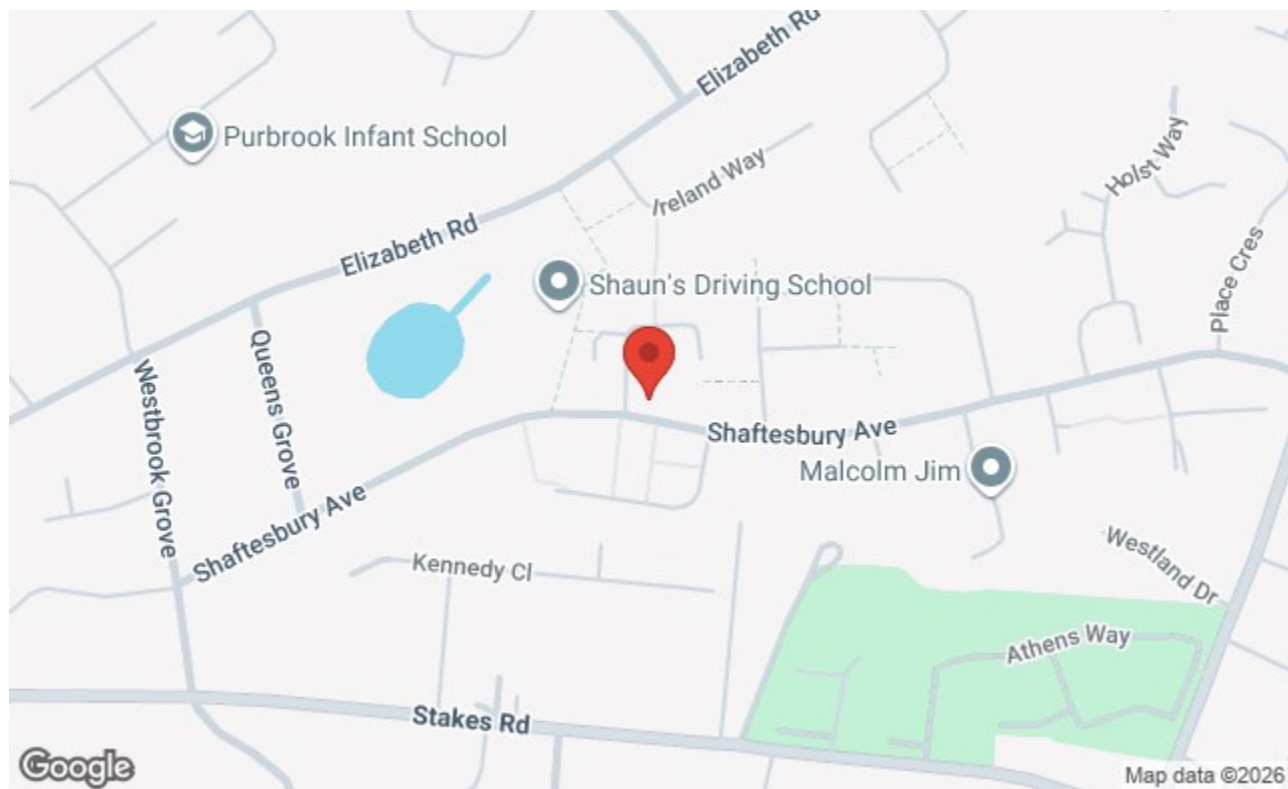 Elizabeth Rd
Purbrook Infant School
Ireland Way
Holst Way
Elizabeth Rd
Shaun's Driving School
Place Cres
Queens Grove
Westbrook Grove
Shaftesbury Ave
Malcolm Jim
Shaftesbury Ave
Kennedy Cl
Westland Dr
Athens Way
Stakes Rd
Google
Map data ©2026